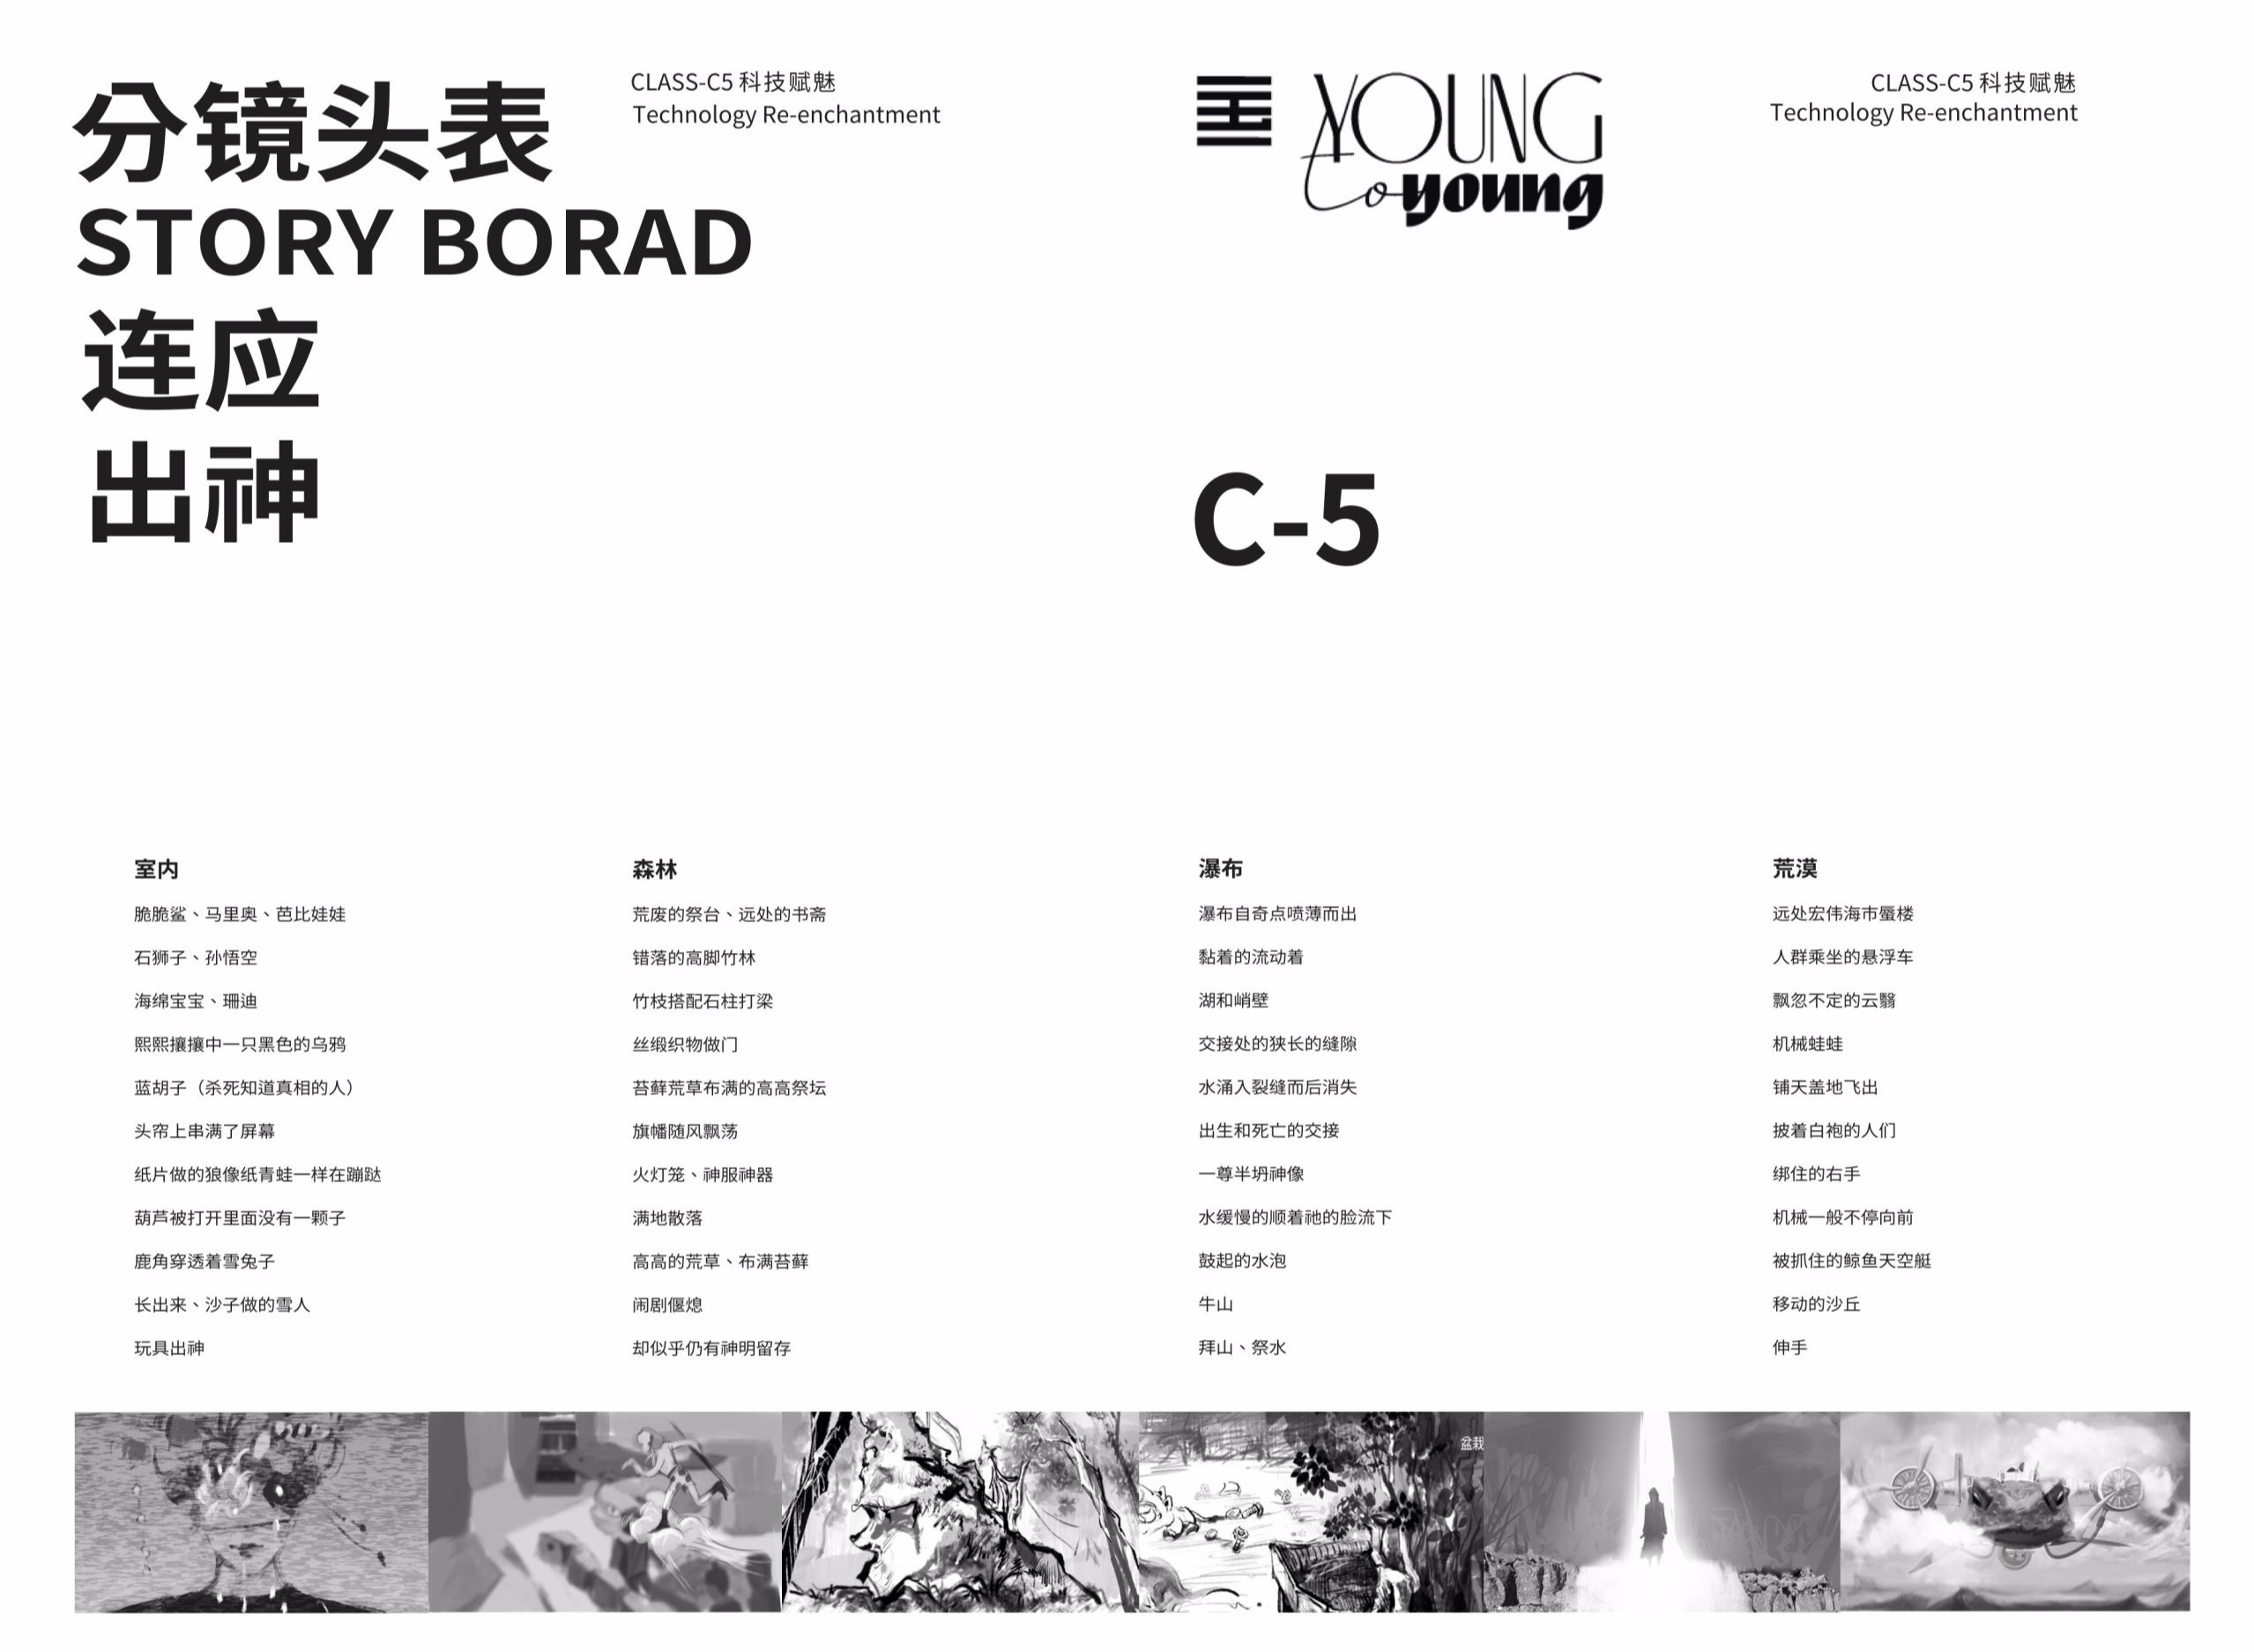 分镜头表
STORY BORAD
连应
出神
CLASS-C5 科技赋魅
Technology Re-enchantment
YOUNG
to young
CLASS-C5 科技赋魅
Technology Re-enchantment
C-5
室内
脆脆鲨、马里奥、芭比娃娃
石狮子、孙悟空
海绵宝宝、珊迪
熙熙攘攘中一只黑色的乌鸦
蓝胡子（杀死知道真相的人）
头帘上串满了屏幕
纸片做的狼像纸青蛙一样在蹦跶
葫芦被打开里面没有一颗子
鹿角穿透着雪兔子
长出来、沙子做的雪人
玩具出神
森林
荒废的祭台、远处的书斋
错落的高脚竹林
竹枝搭配石柱打梁
丝缎织物做门
苔藓荒草布满的高高祭坛
旗幡随风飘荡
火灯笼、神服神器
满地散落
高高的荒草、布满苔藓
闹剧偃熄
却似乎仍有神明留存
瀑布
瀑布自奇点喷薄而出
黏着的流动着
湖和峭壁
交接处的狭长的缝隙
水涌入裂缝而后消失
出生和死亡的交接
一尊半坍神像
水缓慢的顺着祂的脸流下
鼓起的水泡
牛山
拜山、祭水
荒漠
远处宏伟海市蜃楼
人群乘坐的悬浮车
飘忽不定的云翳
机械蛙蛙
铺天盖地飞出
披着白袍的人们
绑住的右手
机械一般不停向前
被抓住的鲸鱼天空艇
移动的沙丘
伸手
盆栽